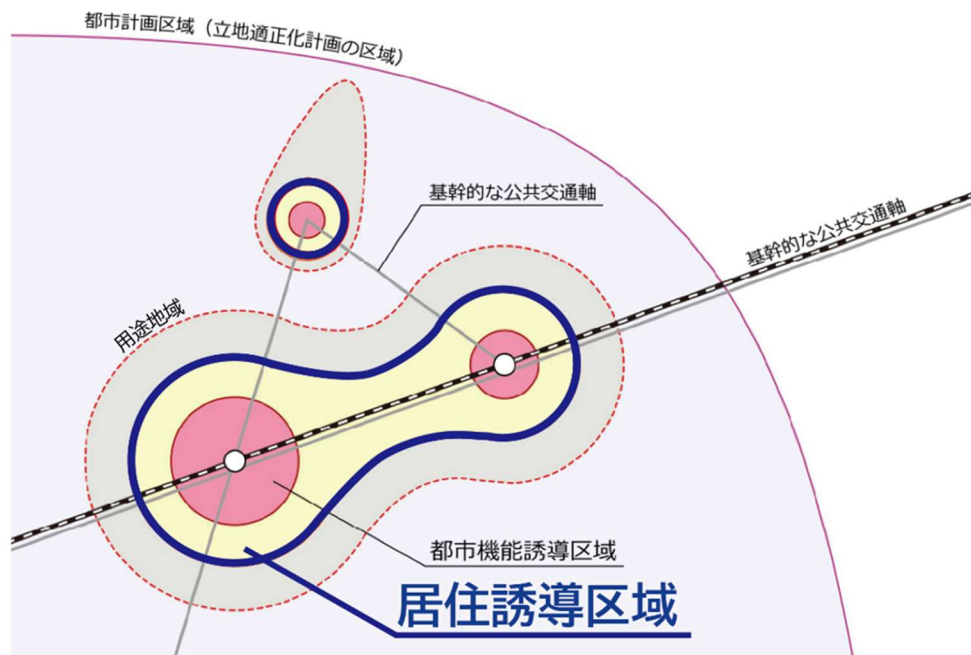 都市計画区域（立地適正化計画の区域）
基幹的な公共交通軸
基幹的な公共交通軸
用途地域
都市機能誘導区域
居住誘導区域